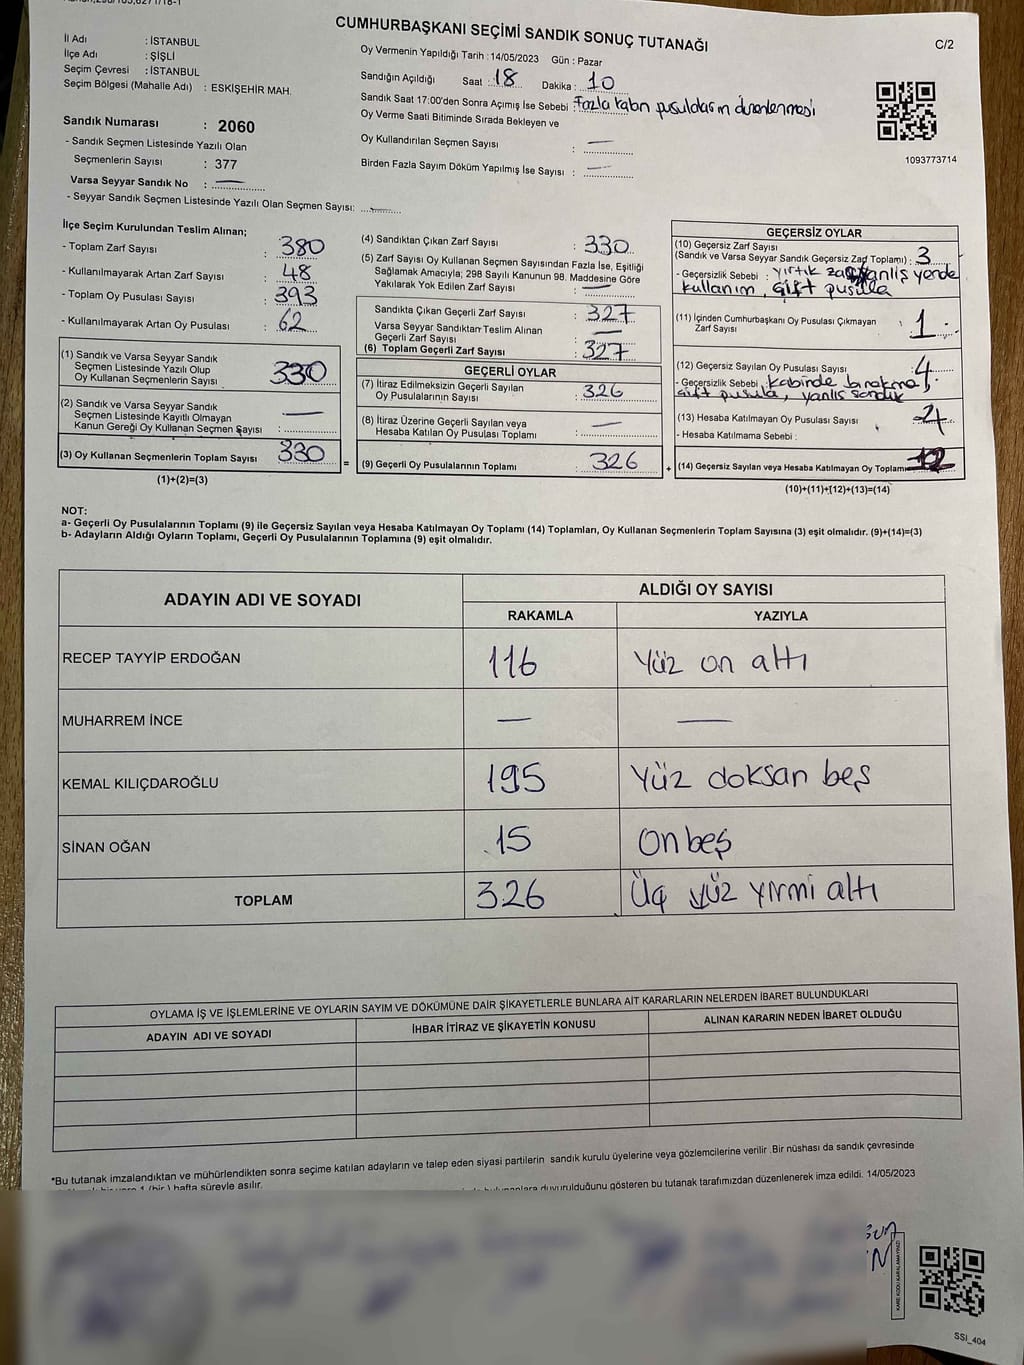 CUMHURBAŞKANI SEÇİMİ SANDIK SONUÇ TUTANAĞI
C/2
İl Adı : İSTANBUL
İlçe Adı : ŞİŞLİ
Seçim Çevresi : İSTANBUL
Seçim Bölgesi (Mahalle Adı) : ESKİŞEHİR MAH.
Sandık Numarası : 2060
- Sandık Seçmen Listesinde Yazılı Olan
Seçmenlerin Sayısı : 377
Varsa Seyyar Sandık No : —
- Seyyar Sandık Seçmen Listesinde Yazılı Olan Seçmen Sayısı: —
Oy Vermenin Yapıldığı Tarih : 14/05/2023 Gün : Pazar
Sandığın Açıldığı Saat : 18 Dakika : 10
Sandık Saat 17:00'den Sonra Açımış İse Sebebi : Fazla pusulaların düzenlenmesi
Oy Verme Saati Bitiminde Sırada Bekleyen ve
Oy Kullandırılan Seçmen Sayısı : —
Birden Fazla Sayım Döküm Yapılmış İse Sayısı : —
1093773714
İlçe Seçim Kurulundan Teslim Alınan;
- Toplam Zarf Sayısı : 380
- Kullanılmayarak Artan Zarf Sayısı : 48
- Toplam Oy Pusulası Sayısı : 393
- Kullanılmayarak Artan Oy Pusulası : 62
(1) Sandık ve Varsa Seyyar Sandık
Seçmen Listesinde Yazılı Olup
Oy Kullanan Seçmenlerin Sayısı : 330
(2) Sandık ve Varsa Seyyar Sandık
Seçmen Listesinde Kayıtlı Olmayan
Kanun Gereği Oy Kullanan Seçmen Sayısı : —
(3) Oy Kullanan Seçmenlerin Toplam Sayısı : 330
(1)+(2)=(3)
(4) Sandıktan Çıkan Zarf Sayısı : 330
(5) Zarf Sayısı Oy Kullanan Seçmen Sayısından Fazla İse, Eşitliği
Sağlamak Amacıyla; 298 Sayılı Kanunun 98. Maddesine Göre
Yakılarak Yok Edilen Zarf Sayısı : —
Sandıkta Çıkan Geçerli Zarf Sayısı : 327
Varsa Seyyar Sandıktan Teslim Alınan
Geçerli Zarf Sayısı : —
(6) Toplam Geçerli Zarf Sayısı : 327
GEÇERLİ OYLAR
(7) İtiraz Edilmeksizin Geçerli Sayılan
Oy Pusulalarının Sayısı : 326
(8) İtiraz Üzerine Geçerli Sayılan veya
Hesaba Katılan Oy Pusulası Toplamı : —
= (9) Geçerli Oy Pusulalarının Toplamı : 326
GEÇERSİZ OYLAR
(10) Geçersiz Zarf Sayısı
(Sandık ve Varsa Seyyar Sandık Geçersiz Zarf Toplamı) : 3
- Geçersizlik Sebebi : yırtık yanlış yerde
kullanım, çift pusula
(11) İçinden Cumhurbaşkanı Oy Pusulası Çıkmayan
Zarf Sayısı : 1
(12) Geçersiz Sayılan Oy Pusulası Sayısı : 4
- Geçersizlik Sebebi : Kabinde bırakma,
çift pusula, yanlış sandık
(13) Hesaba Katılmayan Oy Pusulası Sayısı :
- Hesaba Katılmama Sebebi :
+ (14) Geçersiz Sayılan veya Hesaba Katılmayan Oy Toplamı
(10)+(11)+(12)+(13)=(14)
NOT:
a- Geçerli Oy Pusulalarının Toplamı (9) ile Geçersiz Sayılan veya Hesaba Katılmayan Oy Toplamı (14) Toplamları, Oy Kullanan Seçmenlerin Toplam Sayısına (3) eşit olmalıdır. (9)+(14)=(3)
b- Adayların Aldığı Oyların Toplamı, Geçerli Oy Pusulalarının Toplamına (9) eşit olmalıdır.
ADAYIN ADI VE SOYADI
ALDIĞI OY SAYISI
RAKAMLA YAZIYLA
RECEP TAYYİP ERDOĞAN 116 Yüz on altı
MUHARREM İNCE — —
KEMAL KILIÇDAROĞLU 195 Yüz doksan beş
SİNAN OĞAN 15 On beş
TOPLAM 326 Üç yüz yirmi altı
OYLAMA İŞ VE İŞLEMLERİNE VE OYLARIN SAYIM VE DÖKÜMÜNE DAİR ŞİKAYETLERLE BUNLARA AİT KARARLARIN NELERDEN İBARET BULUNDUKLARI
ADAYIN ADI VE SOYADI İHBAR İTİRAZ VE ŞİKAYETİN KONUSU ALINAN KARARIN NEDEN İBARET OLDUĞU
*Bu tutanak imzalandıktan ve mühürlendikten sonra seçime katılan adayların ve talep eden siyasi partilerin sandık kurulu üyelerine veya gözlemcilerine verilir. Bir nüshası da sandık çevresinde
1 (bir) hafta süreyle asılır. duyurulduğunu gösteren bu tutanak tarafımızdan düzenlenerek imza edildi. 14/05/2023
KARE KODU KARALAMAYINIZ!
SSİ_404